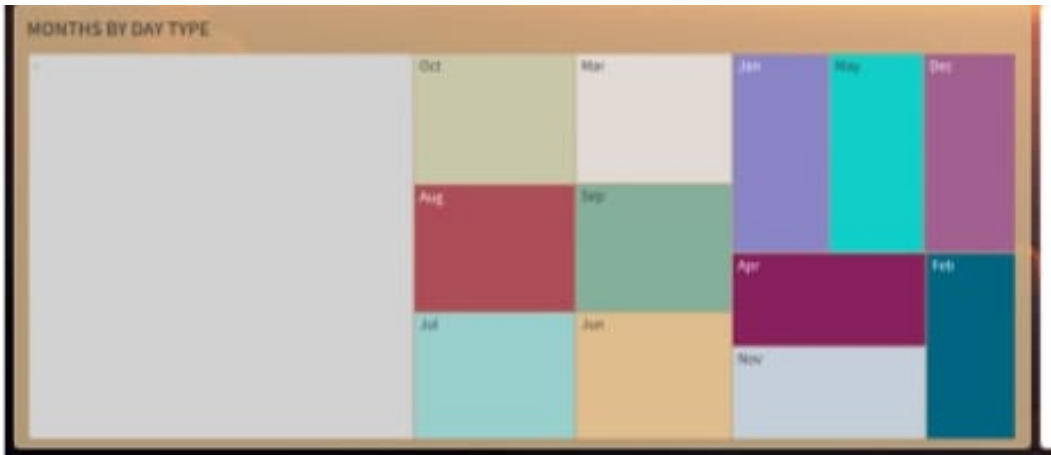 MONTHS BY DAY TYPE
Oct
Mar
Jan
May
Dec
Aug
Sep
Apr
Feb
Jul
Jun
Nov